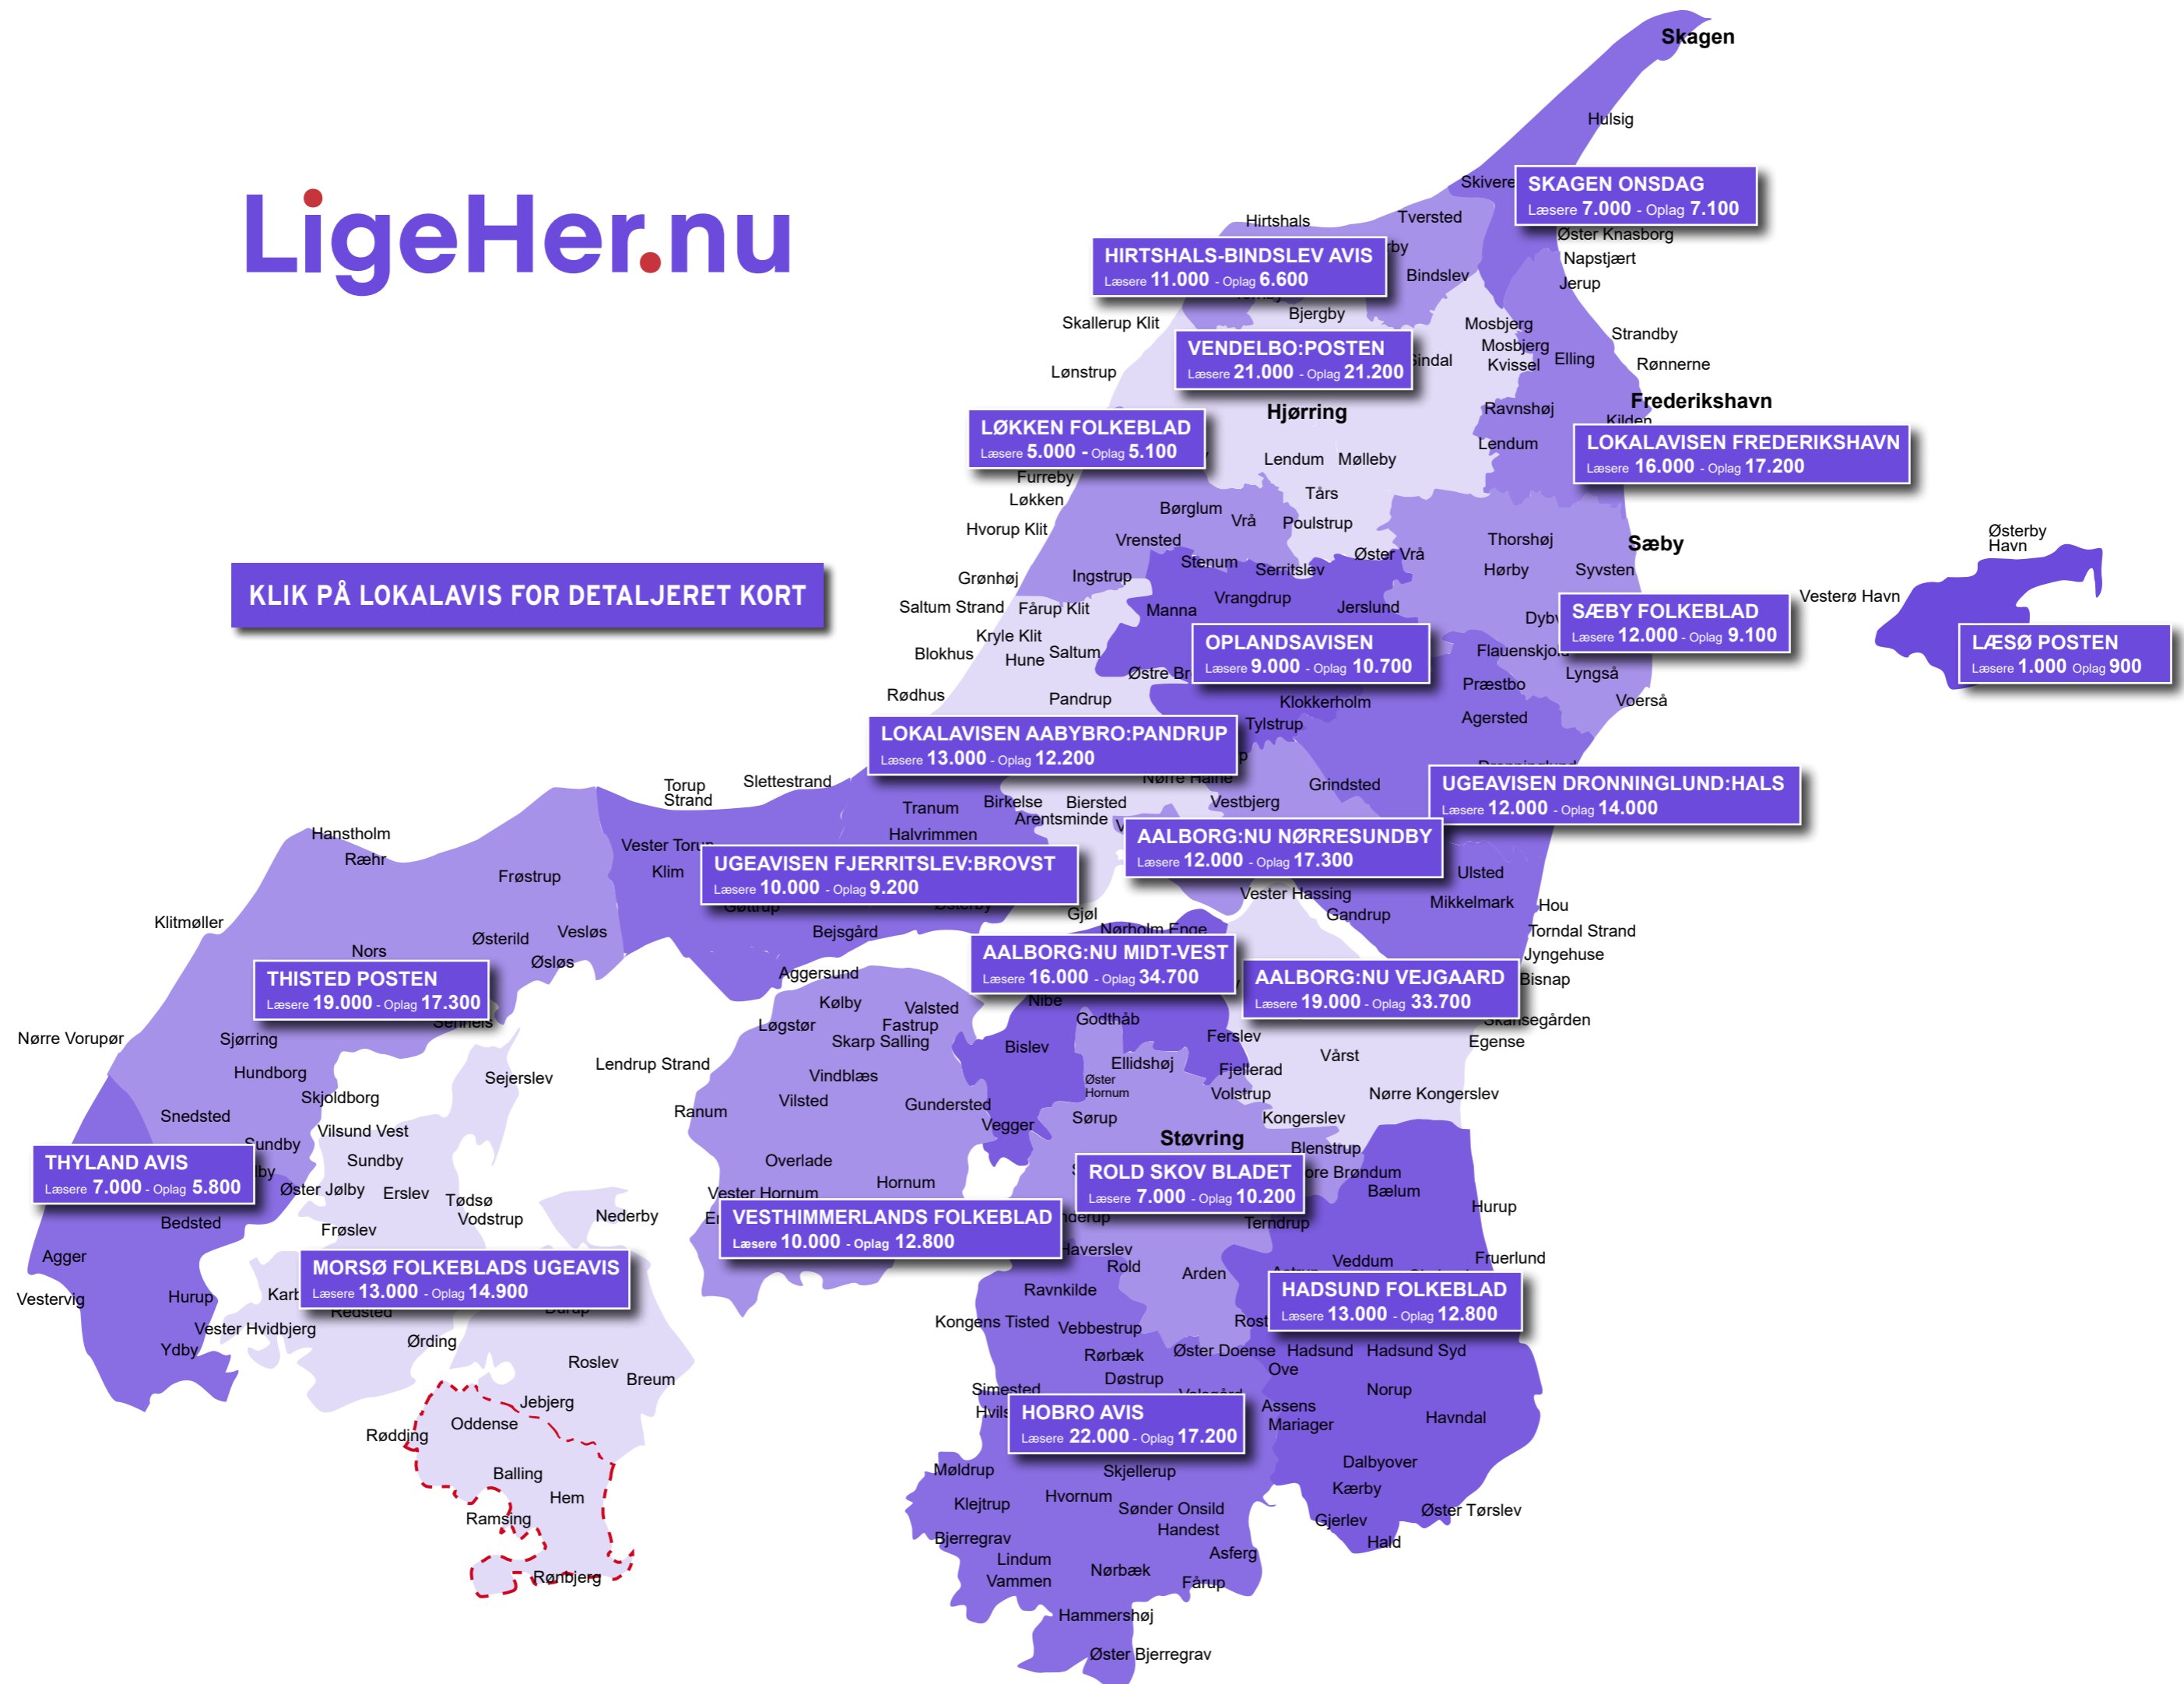 Skagen
Hulsig
Skivere
SKAGEN ONSDAG
Læsere 7.000 - Oplag 7.100
LigeHer.nu
Hirtshals
Tversted
Øster Knasborg
HIRTSHALS-BINDSLEV AVIS
Læsere 11.000 - Oplag 6.600
Bindslev
Napstjært
Jerup
Bjergby
Skallerup Klit
Mosbjerg
Strandby
VENDELBO:POSTEN
Læsere 21.000 - Oplag 21.200
Sindal
Mosbjerg
Kvissel
Elling
Rønnerne
Lønstrup
Hjørring
Ravnshøj
Frederikshavn
Kilden
LØKKEN FOLKEBLAD
Læsere 5.000 - Oplag 5.100
Lendum
LOKALAVISEN FREDERIKSHAVN
Læsere 16.000 - Oplag 17.200
Lendum
Mølleby
Furreby
Løkken
Tårs
Børglum
Vrå
Poulstrup
Hvorup Klit
Vrensted
Thorshøj
Sæby
Østerby
Havn
Øster Vrå
Stenum
Serritslev
Hørby
Syvsten
KLIK PÅ LOKALAVIS FOR DETALJERET KORT
Grønhøj
Ingstrup
Vrangdrup
Vesterø Havn
Saltum Strand
Fårup Klit
Manna
Jerslund
SÆBY FOLKEBLAD
Læsere 12.000 - Oplag 9.100
Kryle Klit
OPLANDSAVISEN
Læsere 9.000 - Oplag 10.700
LÆSØ POSTEN
Læsere 1.000 Oplag 900
Blokhus
Hune
Saltum
Flauenskjold
Lyngså
Præstbo
Rødhus
Pandrup
Klokkerholm
Voerså
Tylstrup
Agersted
LOKALAVISEN AABYBRO:PANDRUP
Læsere 13.000 - Oplag 12.200
Torup
Strand
Slettestrand
Nørre Halne
Grindsted
UGEAVISEN DRONNINGLUND:HALS
Læsere 12.000 - Oplag 14.000
Tranum
Birkelse
Biersted
Vestbjerg
Arentsminde
Hanstholm
Halvrimmen
AALBORG:NU NØRRESUNDBY
Læsere 12.000 - Oplag 17.300
Ræhr
Vester Torup
Klim
UGEAVISEN FJERRITSLEV:BROVST
Læsere 10.000 - Oplag 9.200
Frøstrup
Ulsted
Vester Hassing
Mikkelmark
Hou
Gøttrup
Østerby
Gjøl
Gandrup
Klitmøller
Nørholm Enge
Torndal Strand
Vesløs
Bejsgård
Østerild
Nors
AALBORG:NU MIDT-VEST
Læsere 16.000 - Oplag 34.700
Jyngehuse
Øsløs
Aggersund
AALBORG:NU VEJGAARD
Læsere 19.000 - Oplag 33.700
Bisnap
THISTED POSTEN
Læsere 19.000 - Oplag 17.300
Kølby
Valsted
Nibe
Sennels
Løgstør
Fastrup
Godthåb
Skansegården
Nørre Vorupør
Sjørring
Skarp Salling
Bislev
Ferslev
Egense
Lendrup Strand
Ellidshøj
Vårst
Hundborg
Sejerslev
Vindblæs
Fjellerad
Øster
Hornum
Skjoldborg
Vilsted
Gundersted
Volstrup
Nørre Kongerslev
Snedsted
Ranum
Sørup
Kongerslev
Vilsund Vest
Vegger
Støvring
Sundby
Blenstrup
THYLAND AVIS
Læsere 7.000 - Oplag 5.800
Sundby
Overlade
ROLD SKOV BLADET
Læsere 7.000 - Oplag 10.200
ore Brøndum
Øster Jølby
Erslev
Vester Hornum
Hornum
Bælum
Tødsø
Hurup
Bedsted
Frøslev
Vodstrup
Nederby
VESTHIMMERLANDS FOLKEBLAD
Læsere 10.000 - Oplag 12.800
Terndrup
Agger
Haverslev
Rold
Arden
Veddum
Fruerlund
MORSØ FOLKEBLADS UGEAVIS
Læsere 13.000 - Oplag 14.900
HADSUND FOLKEBLAD
Læsere 13.000 - Oplag 12.800
Vestervig
Hurup
Karb
Redsted
Ravnkilde
Vester Hvidbjerg
Ørding
Kongens Tisted
Vebbestrup
Rost
Ydby
Roslev
Rørbæk
Øster Doense
Hadsund
Hadsund Syd
Breum
Døstrup
Ove
Jebjerg
Simested
Norup
Oddense
Hvils
HOBRO AVIS
Læsere 22.000 - Oplag 17.200
Assens
Mariager
Havndal
Rødding
Balling
Møldrup
Skjellerup
Dalbyover
Hem
Klejtrup
Hvornum
Sønder Onsild
Kærby
Ramsing
Handest
Gjerlev
Øster Tørslev
Bjerregrav
Hald
Lindum
Asferg
Rønbjerg
Vammen
Nørbæk
Fårup
Hammershøj
Øster Bjerregrav